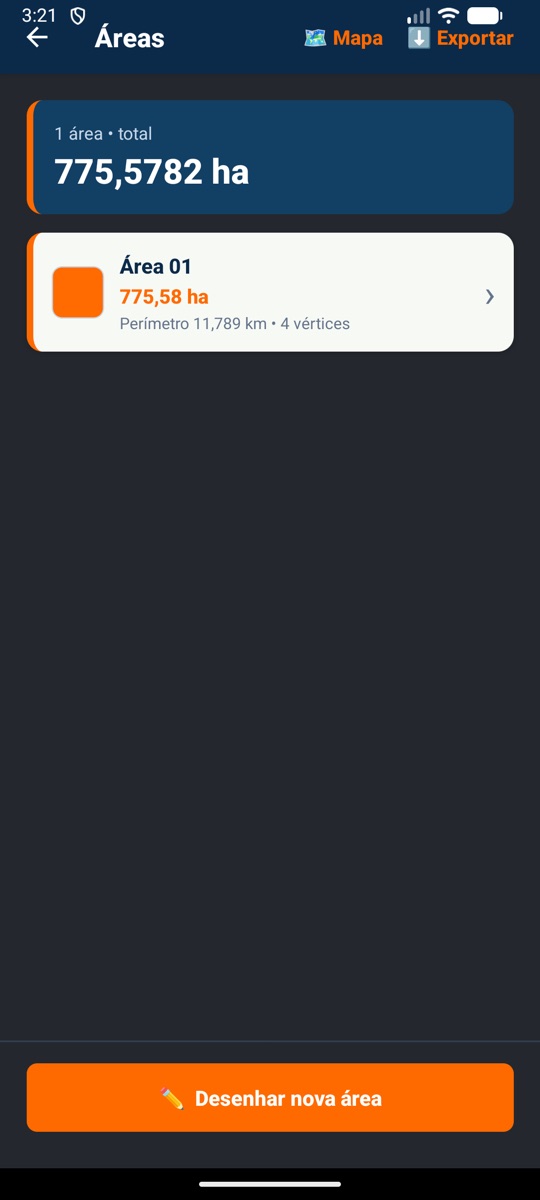 3:21
Áreas
🗺️ Mapa
⬇️ Exportar
1 área • total
775,5782 ha
Área 01
775,58 ha
Perímetro 11,789 km • 4 vértices
✏️ Desenhar nova área